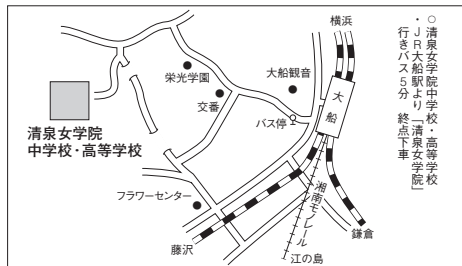 ○清泉女学院中学校・高等学校
・JR大船駅より「清泉女学院」
行きバス5分 終点下車
横浜
栄光学園
大船観音
交番
大船
バス停
清泉女学院
中学校・高等学校
フラワーセンター
湘南モノレール
藤沢
鎌倉
江の島